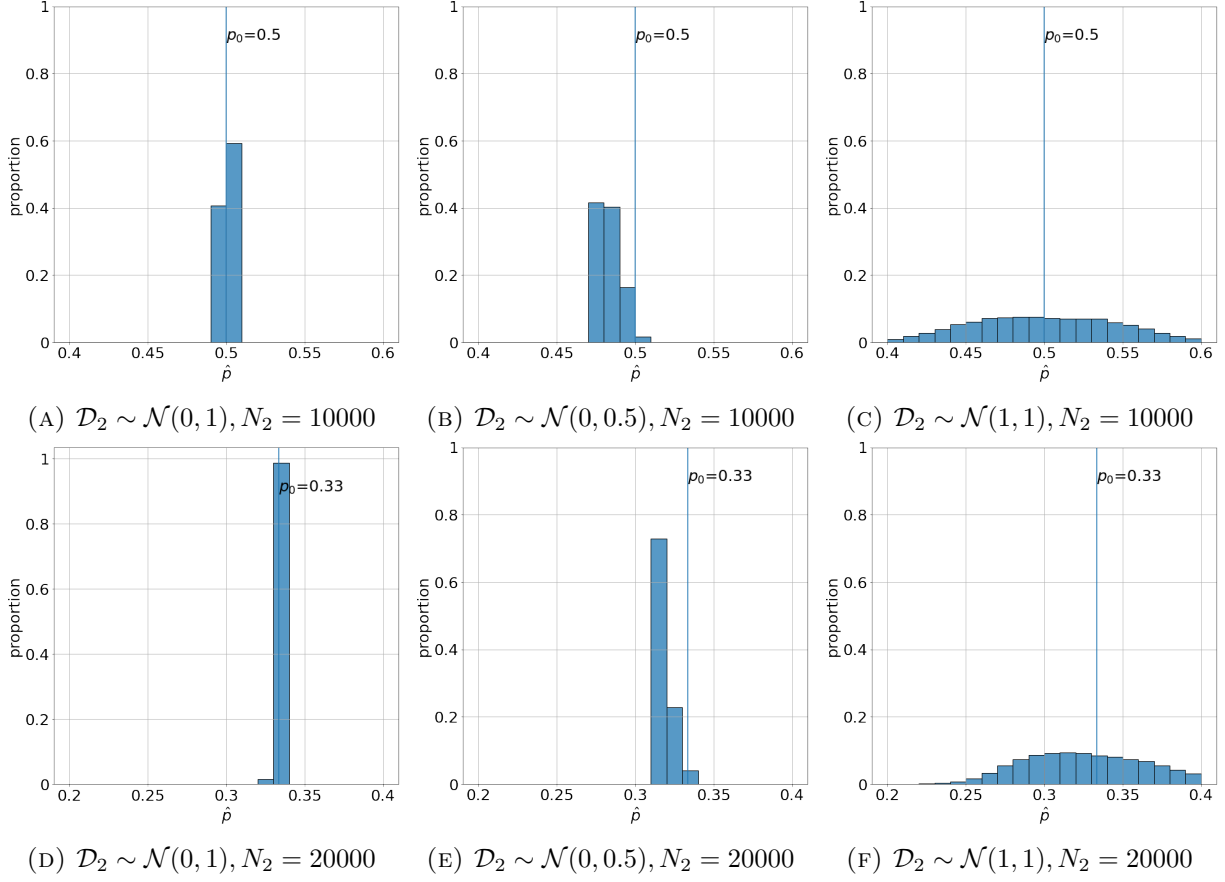 1
0.8
0.6
0.4
0.2
0
proportion
p₀=0.5
0.4 0.45 0.5 0.55 0.6
p̂
(A) 𝒟₂ ∼ 𝒩(0, 1), N₂ = 10000
1
0.8
0.6
0.4
0.2
0
proportion
p₀=0.5
0.4 0.45 0.5 0.55 0.6
p̂
(B) 𝒟₂ ∼ 𝒩(0, 0.5), N₂ = 10000
1
0.8
0.6
0.4
0.2
0
proportion
p₀=0.5
0.4 0.45 0.5 0.55 0.6
p̂
(C) 𝒟₂ ∼ 𝒩(1, 1), N₂ = 10000
1
0.8
0.6
0.4
0.2
0
proportion
p₀=0.33
0.2 0.25 0.3 0.35 0.4
p̂
(D) 𝒟₂ ∼ 𝒩(0, 1), N₂ = 20000
1
0.8
0.6
0.4
0.2
0
proportion
p₀=0.33
0.2 0.25 0.3 0.35 0.4
p̂
(E) 𝒟₂ ∼ 𝒩(0, 0.5), N₂ = 20000
1
0.8
0.6
0.4
0.2
0
proportion
p₀=0.33
0.2 0.25 0.3 0.35 0.4
p̂
(F) 𝒟₂ ∼ 𝒩(1, 1), N₂ = 20000